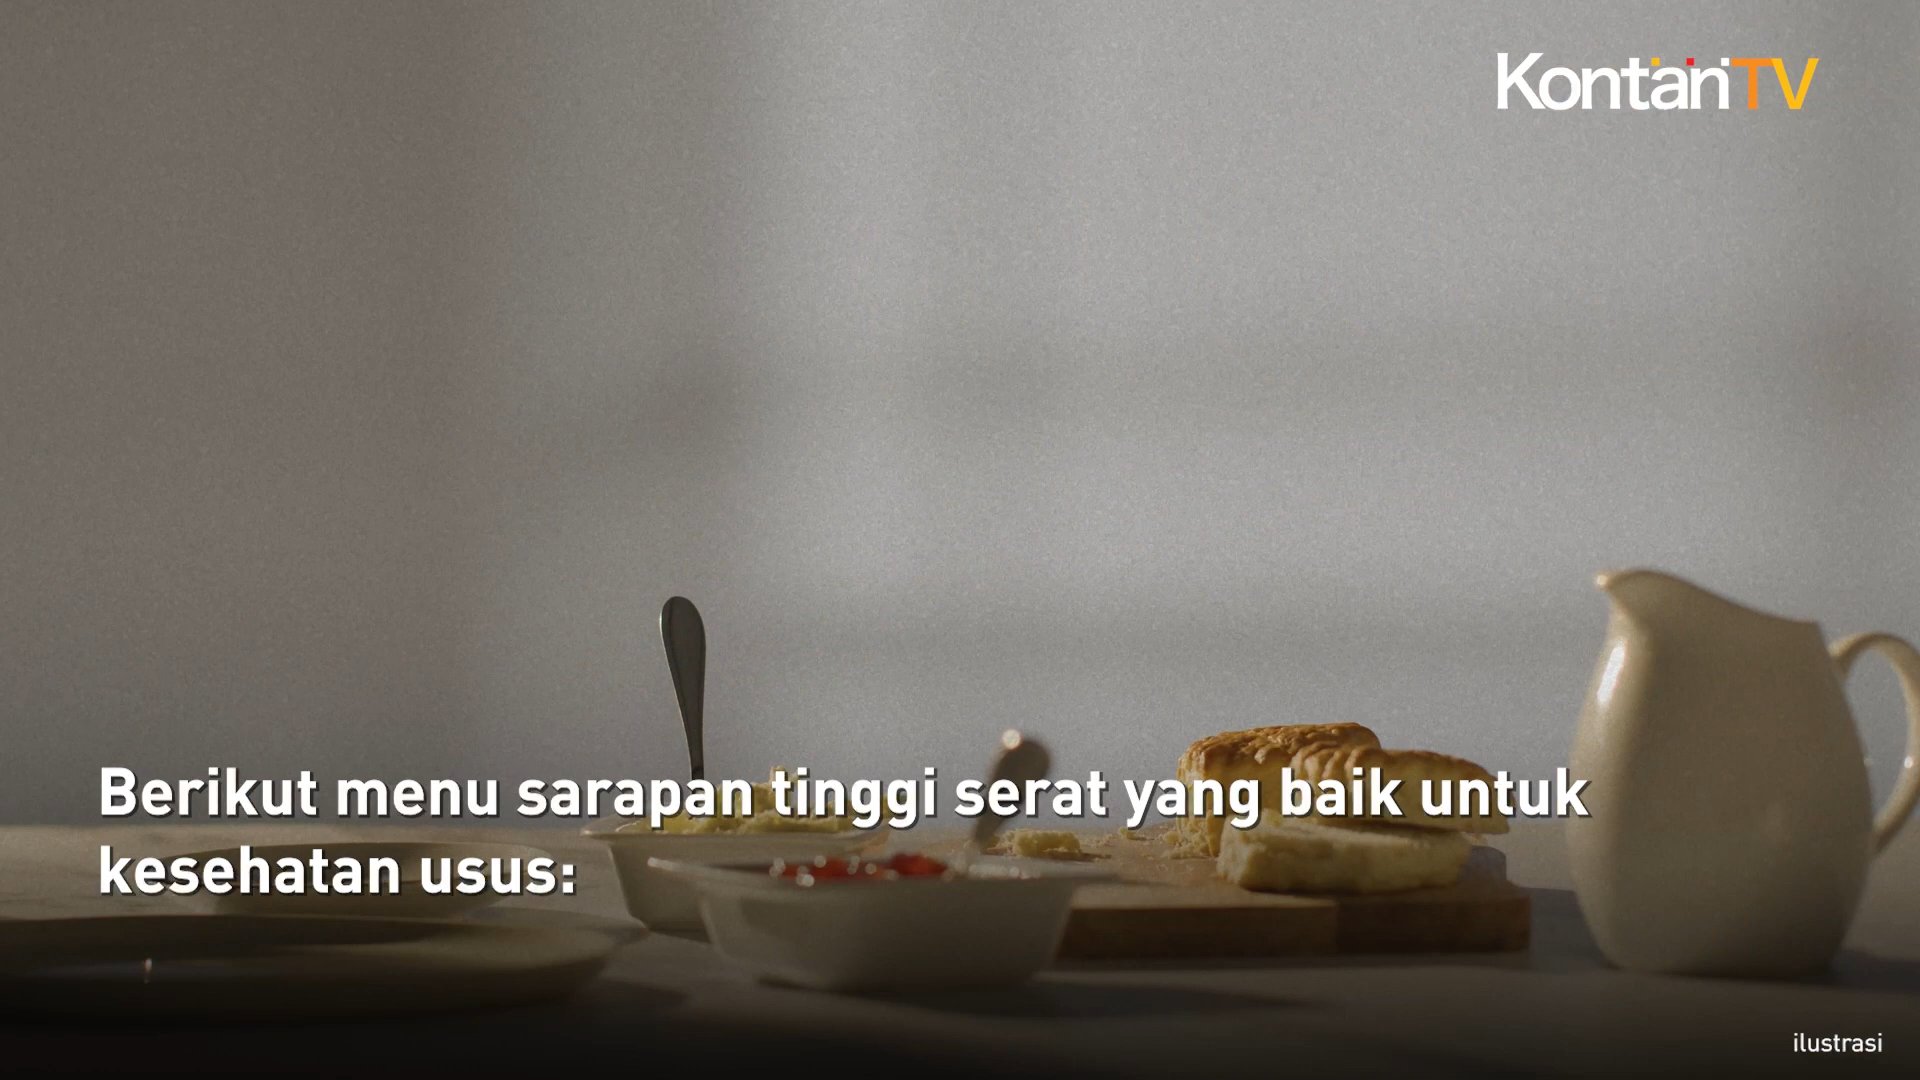 KontanTV
Berikut menu sarapan tinggi serat yang baik untuk
kesehatan usus:
ilustrasi